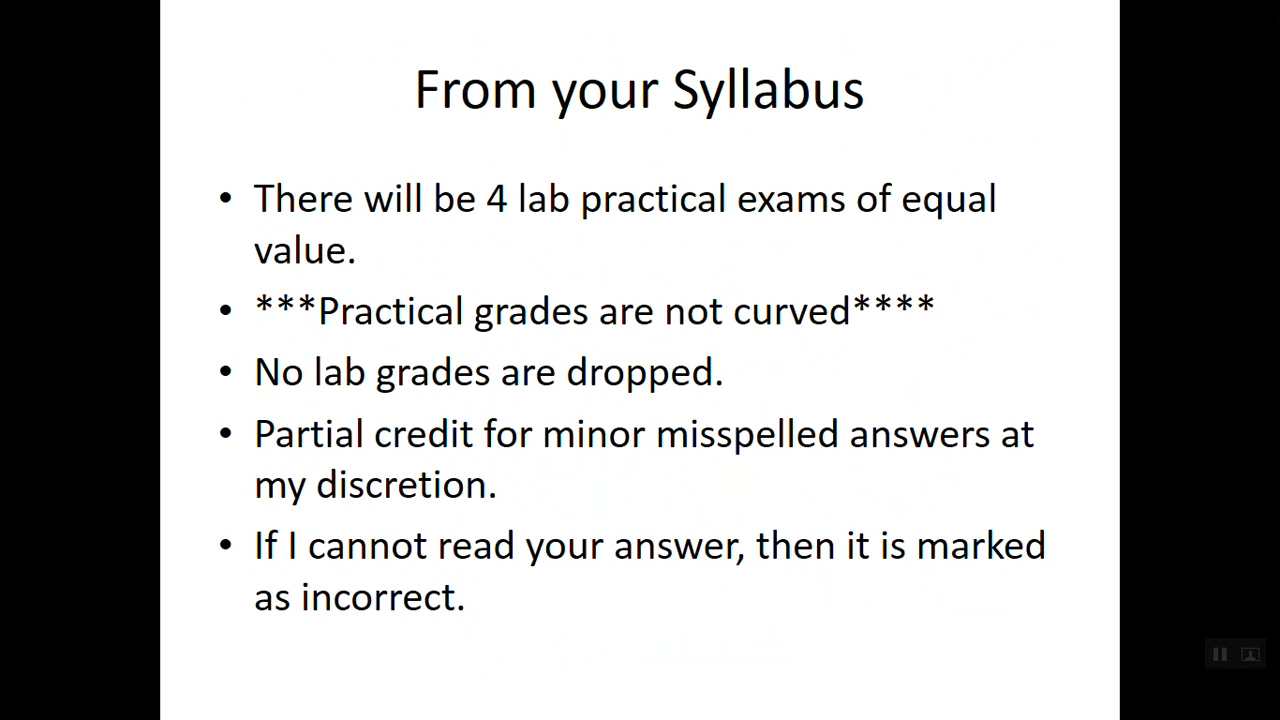 From your Syllabus
• There will be 4 lab practical exams of equal
value.
• ***Practical grades are not curved****
• No lab grades are dropped.
• Partial credit for minor misspelled answers at
my discretion.
• If I cannot read your answer, then it is marked
as incorrect.